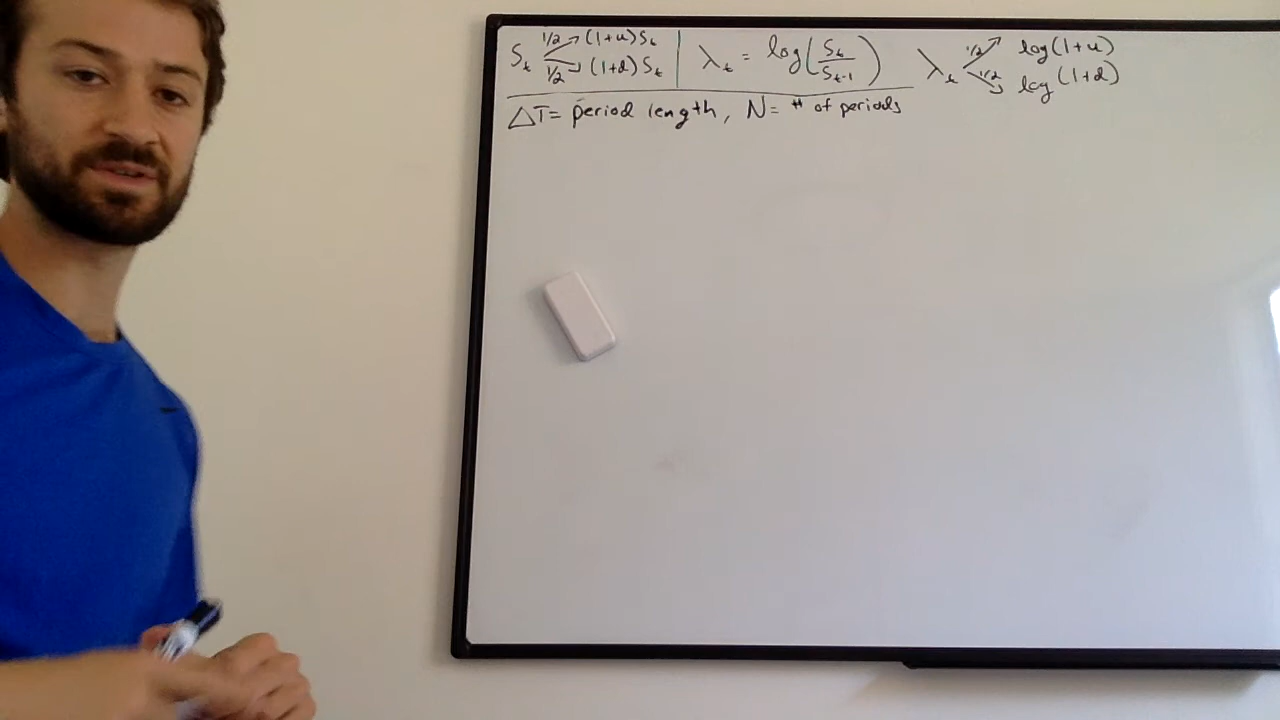 S_t 1/2 ↗ (1+u)S_t | λ_t = log(S_t / S_{t-1}) λ_t 1/2 ↗ log(1+u)
1/2 ↘ (1+d)S_t 1/2 ↘ log(1+d)
ΔT = period length, N = # of periods